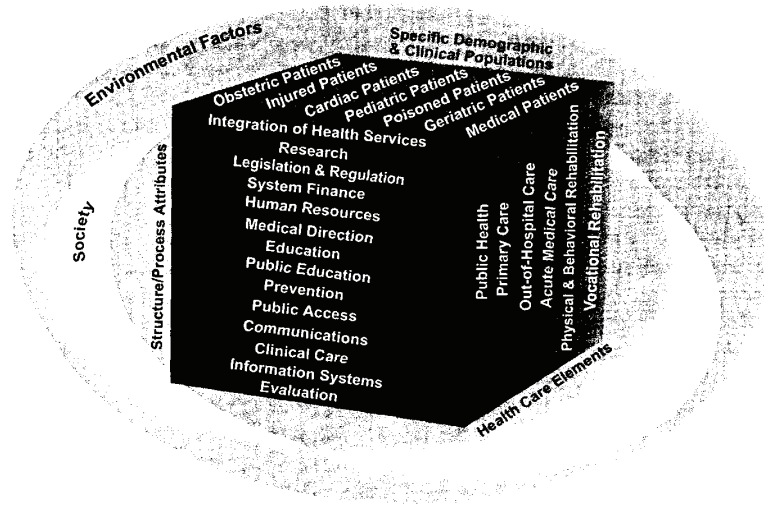 Environmental Factors
Specific Demographic
& Clinical Populations
Obstetric Patients
Injured Patients
Cardiac Patients
Pediatric Patients
Poisoned Patients
Geriatric Patients
Medical Patients
Society
Structure/Process Attributes
Integration of Health Services
Research
Legislation & Regulation
System Finance
Human Resources
Medical Direction
Education
Public Education
Prevention
Public Access
Communications
Clinical Care
Information Systems
Evaluation
Public Health
Primary Care
Out-of-Hospital Care
Acute Medical Care
Physical & Behavioral Rehabilitation
Vocational Rehabilitation
Health Care Elements